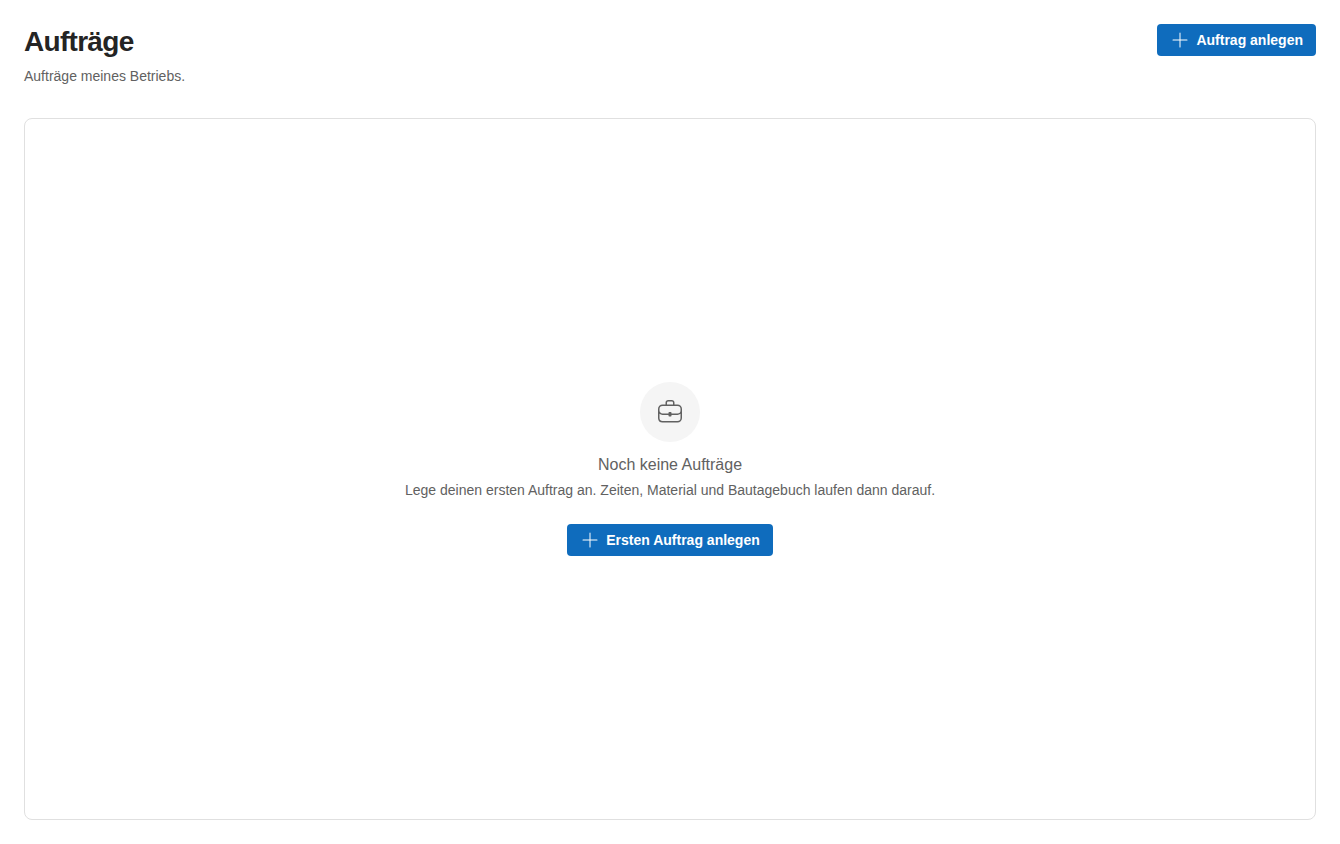 Aufträge
Auftrag anlegen
Aufträge meines Betriebs.
Noch keine Aufträge
Lege deinen ersten Auftrag an. Zeiten, Material und Bautagebuch laufen dann darauf.
Ersten Auftrag anlegen